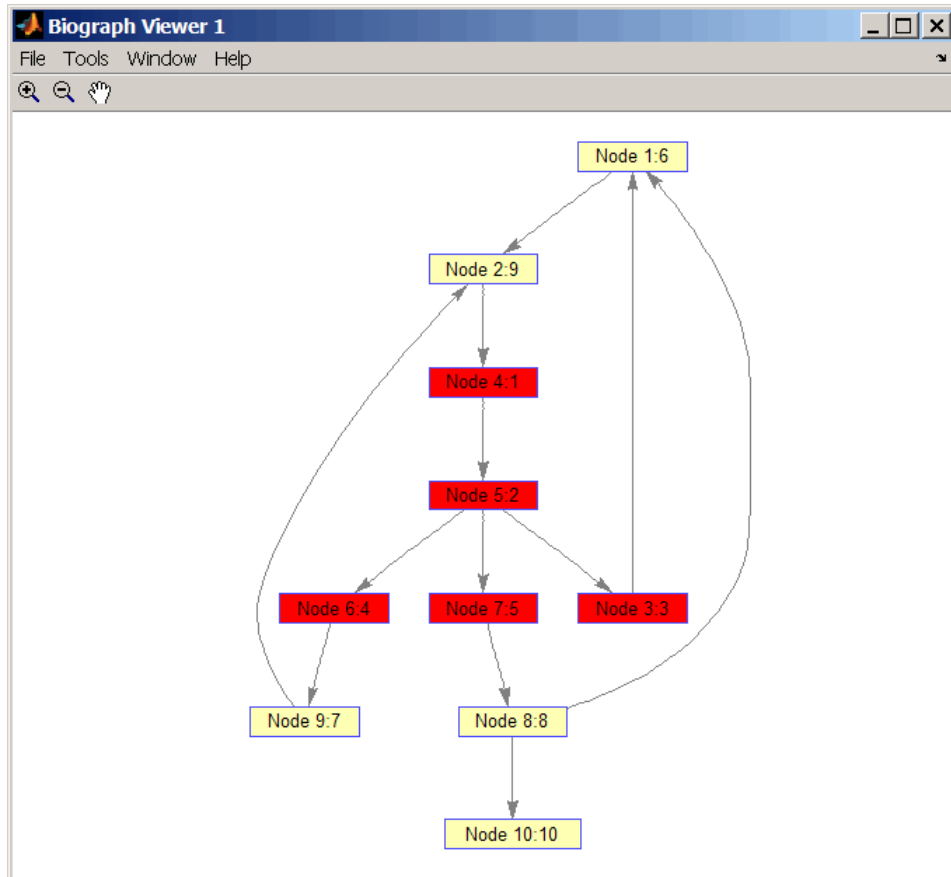 Biograph Viewer 1
File Tools Window Help
Node 1:6
Node 2:9
Node 4:1
Node 5:2
Node 6:4 Node 7:5 Node 3:3
Node 9:7 Node 8:8
Node 10:10